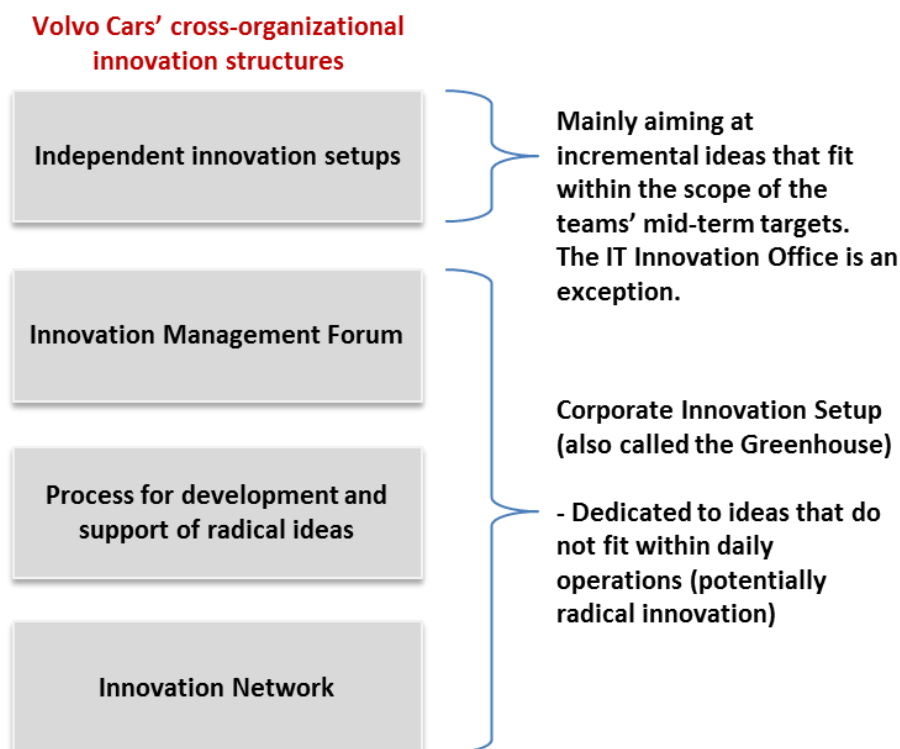 Volvo Cars’ cross-organizational
innovation structures
Independent innovation setups
Mainly aiming at
incremental ideas that fit
within the scope of the
teams’ mid-term targets.
The IT Innovation Office is an
exception.
Innovation Management Forum
Process for development and
support of radical ideas
Innovation Network
Corporate Innovation Setup
(also called the Greenhouse)
- Dedicated to ideas that do
not fit within daily
operations (potentially
radical innovation)